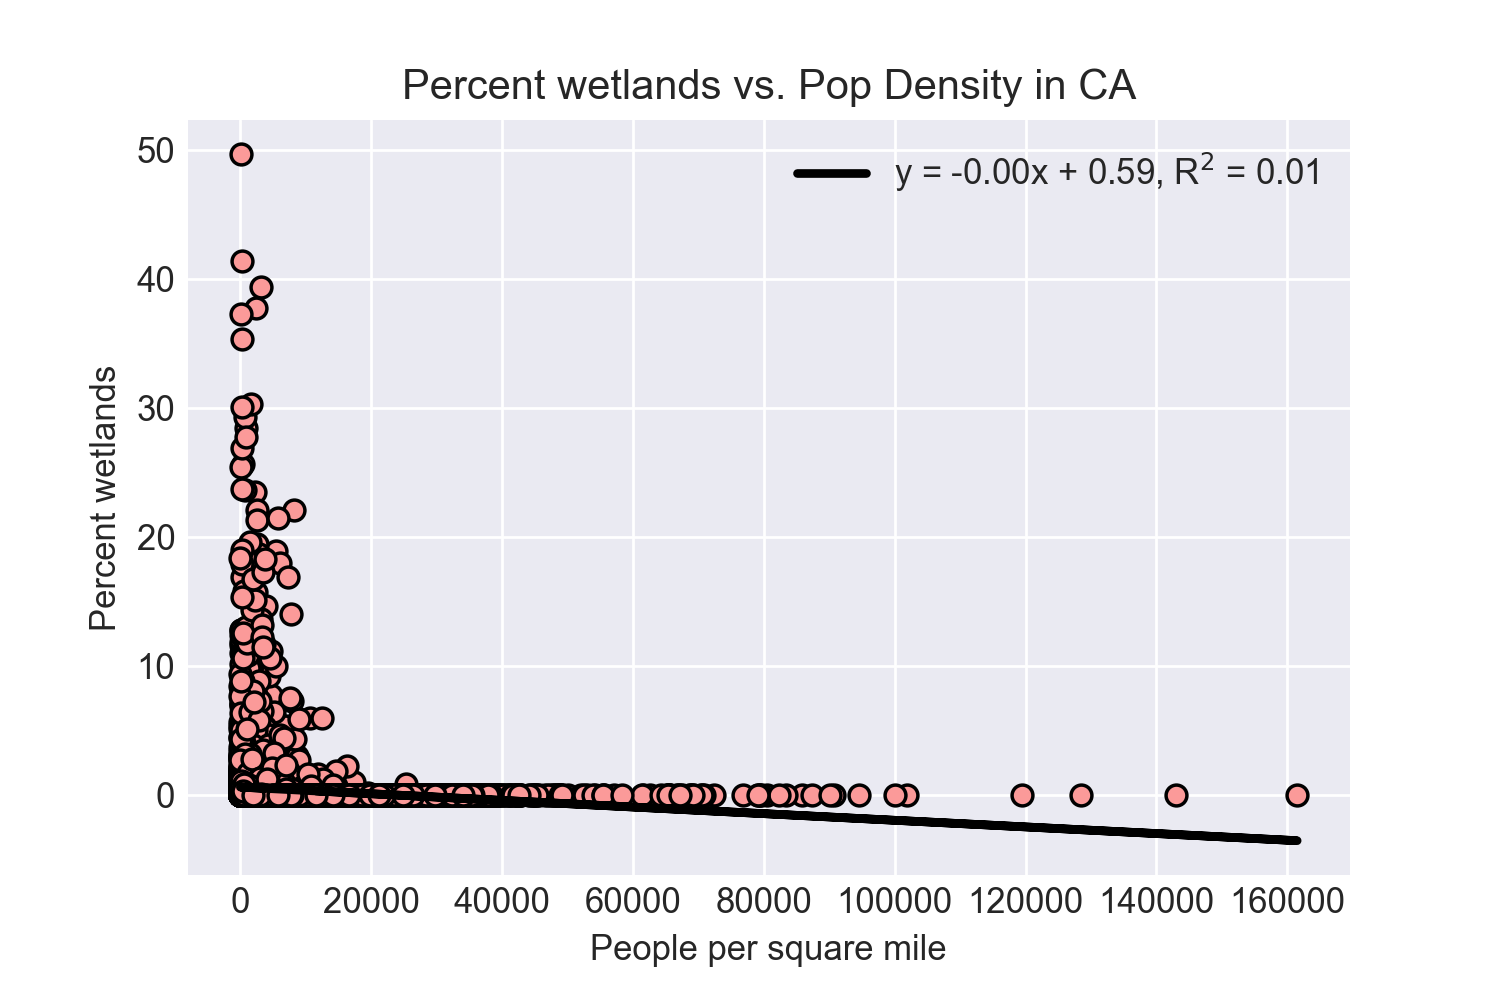 Percent wetlands vs. Pop Density in CA
y = -0.00x + 0.59, R² = 0.01
50
40
30
20
10
0
Percent wetlands
0 20000 40000 60000 80000 100000 120000 140000 160000
People per square mile